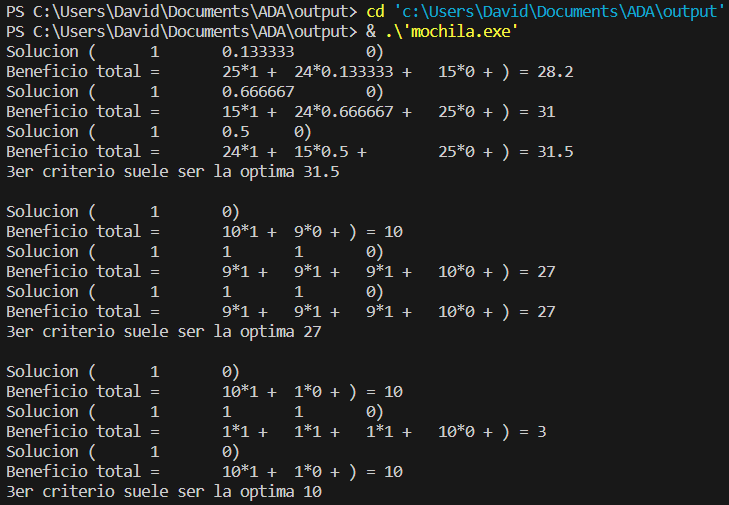 PS C:\Users\David\Documents\ADA\output> cd 'c:\Users\David\Documents\ADA\output'
PS C:\Users\David\Documents\ADA\output> & .\'mochila.exe'
Solucion (	1	0.133333	0)
Beneficio total =	25*1 +	24*0.133333 +	15*0 + ) = 28.2
Solucion (	1	0.666667	0)
Beneficio total =	15*1 +	24*0.666667 +	25*0 + ) = 31
Solucion (	1	0.5	0)
Beneficio total =	24*1 +	15*0.5 +	25*0 + ) = 31.5
3er criterio suele ser la optima 31.5

Solucion (	1	0)
Beneficio total =	10*1 +	9*0 + ) = 10
Solucion (	1	1	1	0)
Beneficio total =	9*1 +	9*1 +	9*1 +	10*0 + ) = 27
Solucion (	1	1	1	0)
Beneficio total =	9*1 +	9*1 +	9*1 +	10*0 + ) = 27
3er criterio suele ser la optima 27

Solucion (	1	0)
Beneficio total =	10*1 +	1*0 + ) = 10
Solucion (	1	1	1	0)
Beneficio total =	1*1 +	1*1 +	1*1 +	10*0 + ) = 3
Solucion (	1	0)
Beneficio total =	10*1 +	1*0 + ) = 10
3er criterio suele ser la optima 10